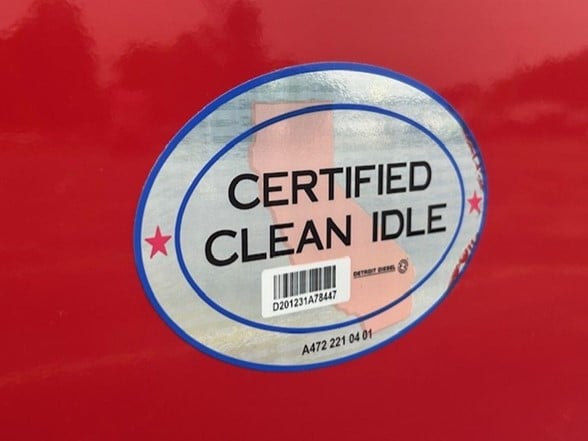 CERTIFIED
CLEAN IDLE
DETROIT DIESEL
D201231A78447
A472 221 04 01